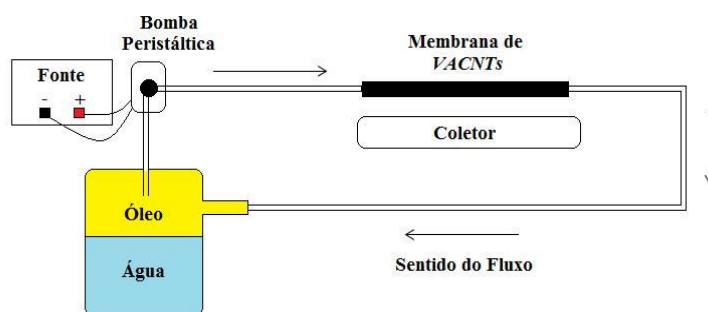 Bomba
Peristáltica
Fonte
- +
Membrana de
VACNTs
Coletor
Óleo
Água
Sentido do Fluxo